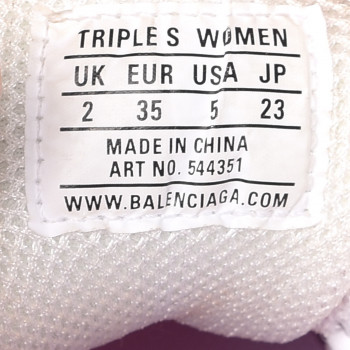 TRIPLE S WOMEN
UK EUR USA JP
2 35 5 23
MADE IN CHINA
ART NO. 544351
WWW.BALENCIAGA.COM